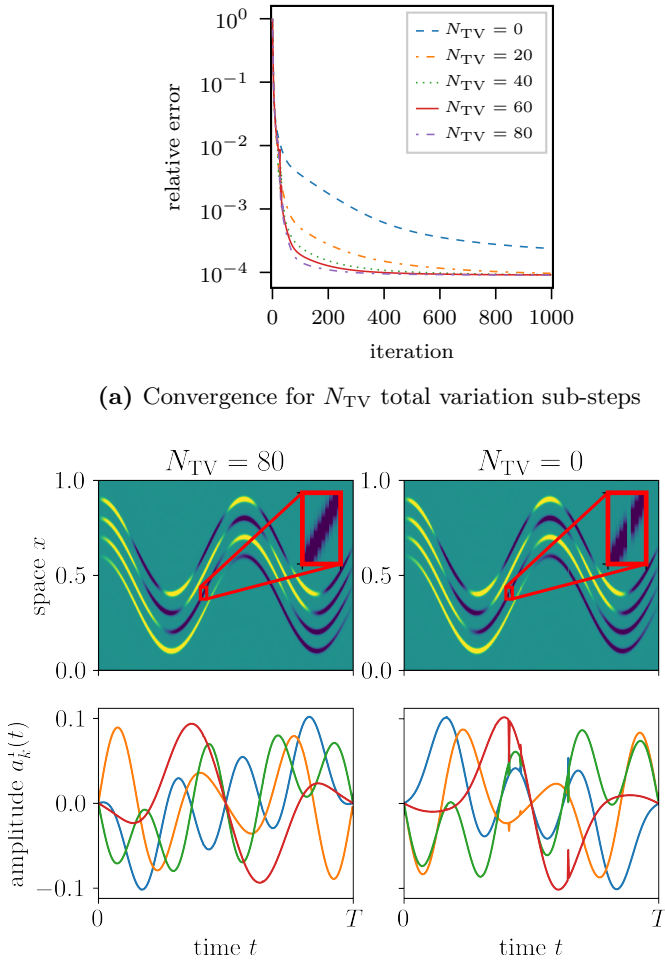 10⁰
10⁻¹
10⁻²
10⁻³
10⁻⁴
relative error
N_TV = 0
N_TV = 20
N_TV = 40
N_TV = 60
N_TV = 80
0 200 400 600 800 1000
iteration
(a) Convergence for N_TV total variation sub-steps
N_TV = 80 N_TV = 0
1.0 1.0
space x
0.5 0.5
0.0 0.0
amplitude a_k^1(t)
0.1
0.0
−0.1
0 T 0 T
time t time t